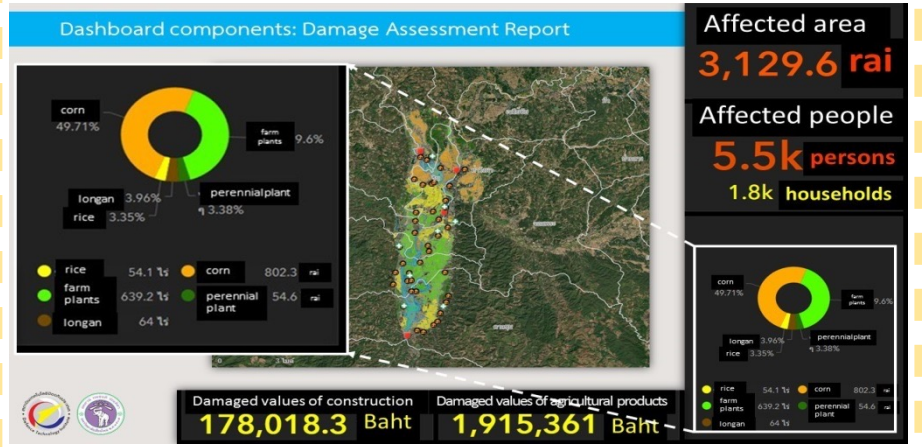 Dashboard components: Damage Assessment Report
corn
49.71%
farm
plants 9.6%
longan 3.96%
rice 3.35%
perennialplant
ๆ 3.38%
rice 54.1 ไร่
corn 802.3 rai
farm
plants 639.2 ไร่
perennial
plant 54.6 rai
longan 64 ไร่
Affected area
3,129.6 rai
Affected people
5.5k persons
1.8k households
corn
49.71%
farm
plants 9.6%
longan 3.96%
rice 3.35%
perennialplant
ๆ 3.38%
rice 54.1 ไร่
corn 802.3 rai
farm
plants 639.2 ไร่
perennial
plant 54.6 rai
longan 64 ไร่
Damaged values of construction
178,018.3 Baht
Damaged values of agricultural products
1,915,361 Baht